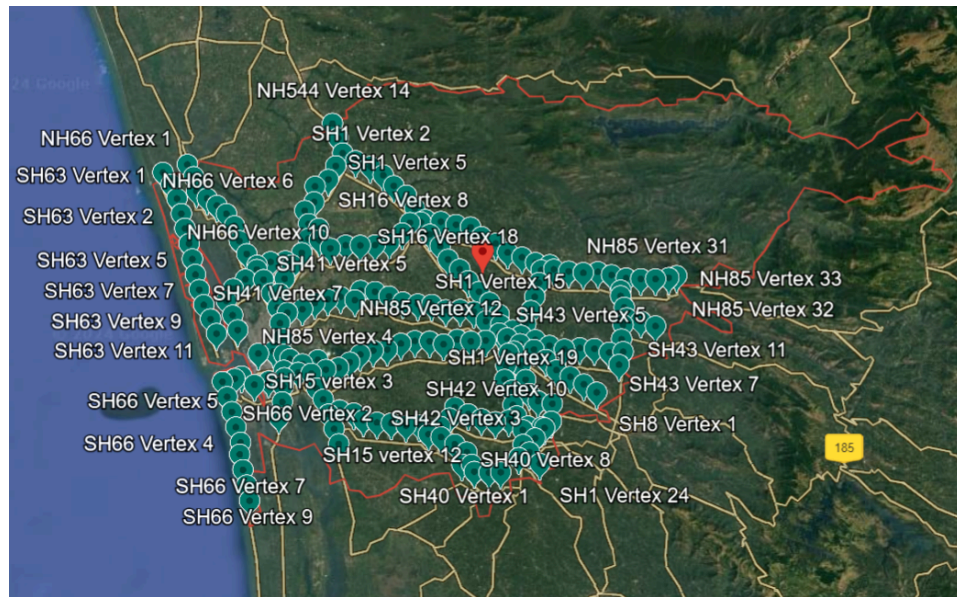 24 Google
NH544 Vertex 14
SH1 Vertex 2
NH66 Vertex 1
SH1 Vertex 5
SH63 Vertex 1
NH66 Vertex 6
SH16 Vertex 8
SH63 Vertex 2
NH66 Vertex 10
SH16 Vertex 18
NH85 Vertex 31
SH63 Vertex 5
SH41 Vertex 5
NH85 Vertex 33
SH1 Vertex 15
SH63 Vertex 7
SH41 Vertex 7
NH85 Vertex 12
SH43 Vertex 5
NH85 Vertex 32
SH63 Vertex 9
NH85 Vertex 4
SH63 Vertex 11
SH1 Vertex 19
SH43 Vertex 11
SH15 vertex 3
SH42 Vertex 10
SH43 Vertex 7
SH66 Vertex 5
SH66 Vertex 2
SH42 Vertex 3
SH8 Vertex 1
SH66 Vertex 4
185
SH15 vertex 12
SH40 Vertex 8
SH66 Vertex 7
SH40 Vertex 1
SH1 Vertex 24
SH66 Vertex 9